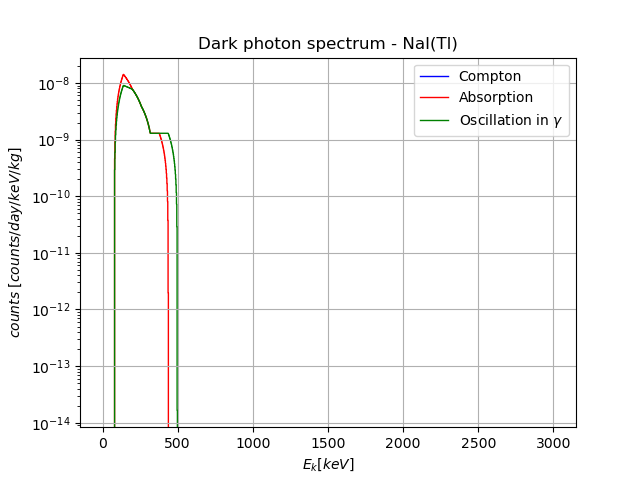 Dark photon spectrum - NaI(Tl)
Compton
Absorption
Oscillation in γ
10⁻⁸
10⁻⁹
10⁻¹⁰
10⁻¹¹
10⁻¹²
10⁻¹³
10⁻¹⁴
counts [counts/day/keV/kg]
0 500 1000 1500 2000 2500 3000
E_k[keV]